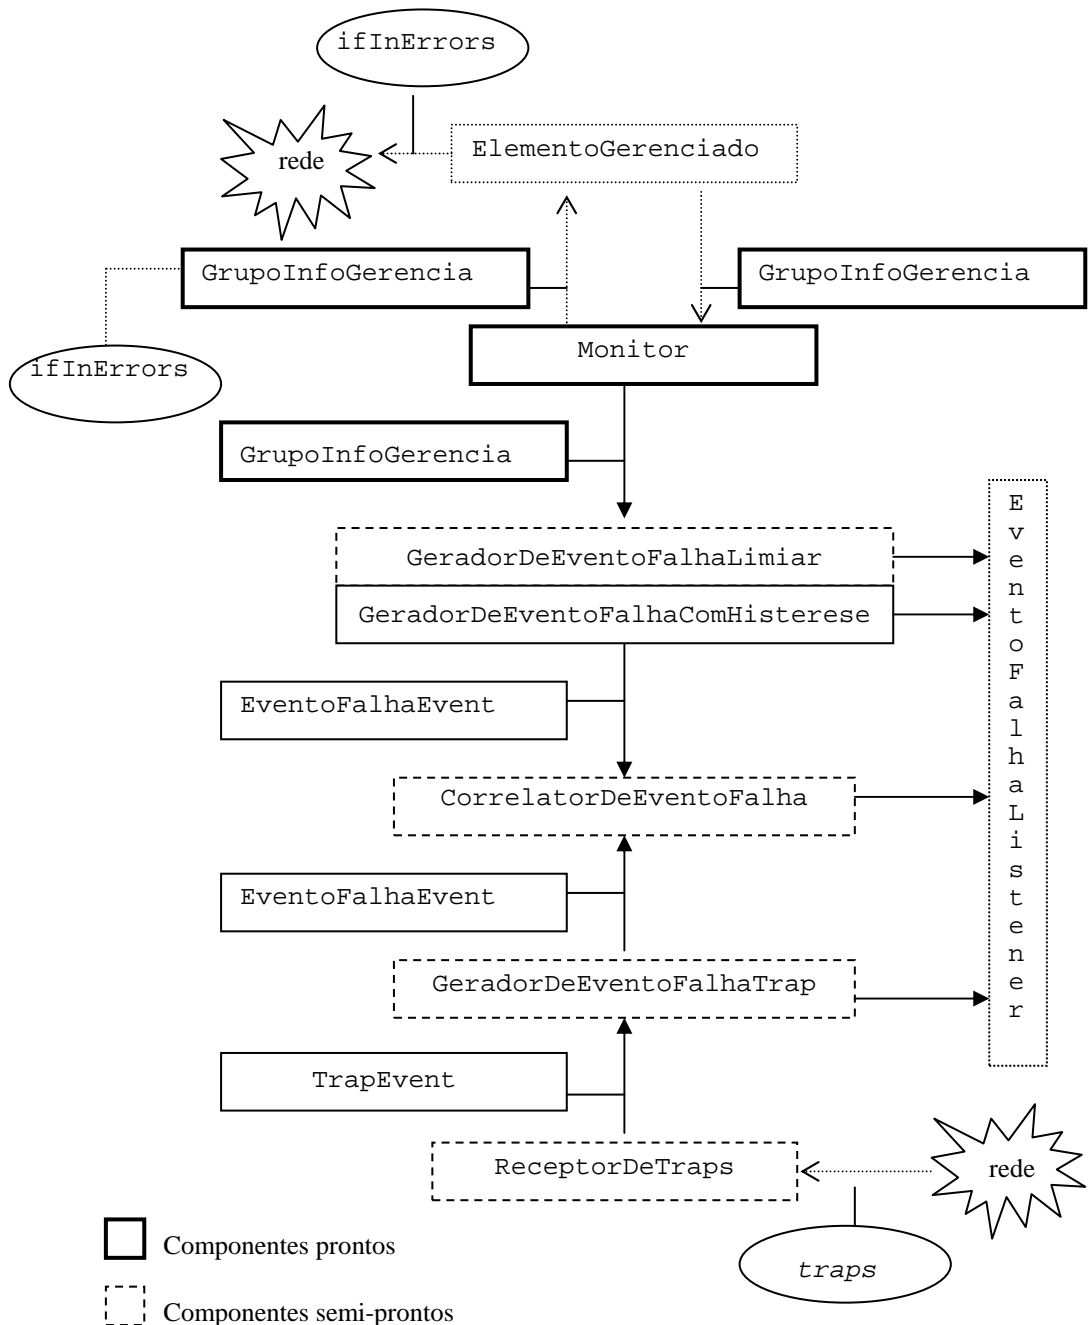 ifInErrors
ElementoGerenciado
rede
GrupoInfoGerencia
GrupoInfoGerencia
Monitor
ifInErrors
GrupoInfoGerencia
EventoFalhaListener
GeradorDeEventoFalhaLimiar
GeradorDeEventoFalhaComHisterese
EventoFalhaEvent
CorrelatorDeEventoFalha
EventoFalhaEvent
GeradorDeEventoFalhaTrap
TrapEvent
ReceptorDeTraps
rede
traps
Componentes prontos
Componentes semi-prontos